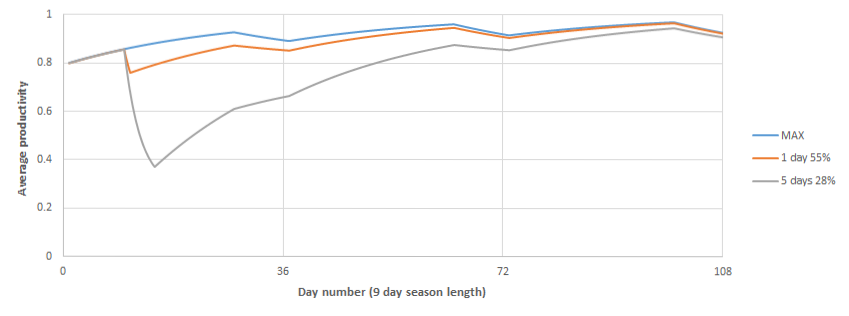 1
0.8
0.6
0.4
0.2
0
0
36
72
108
Average productivity
Day number (9 day season length)
MAX
1 day 55%
5 days 28%